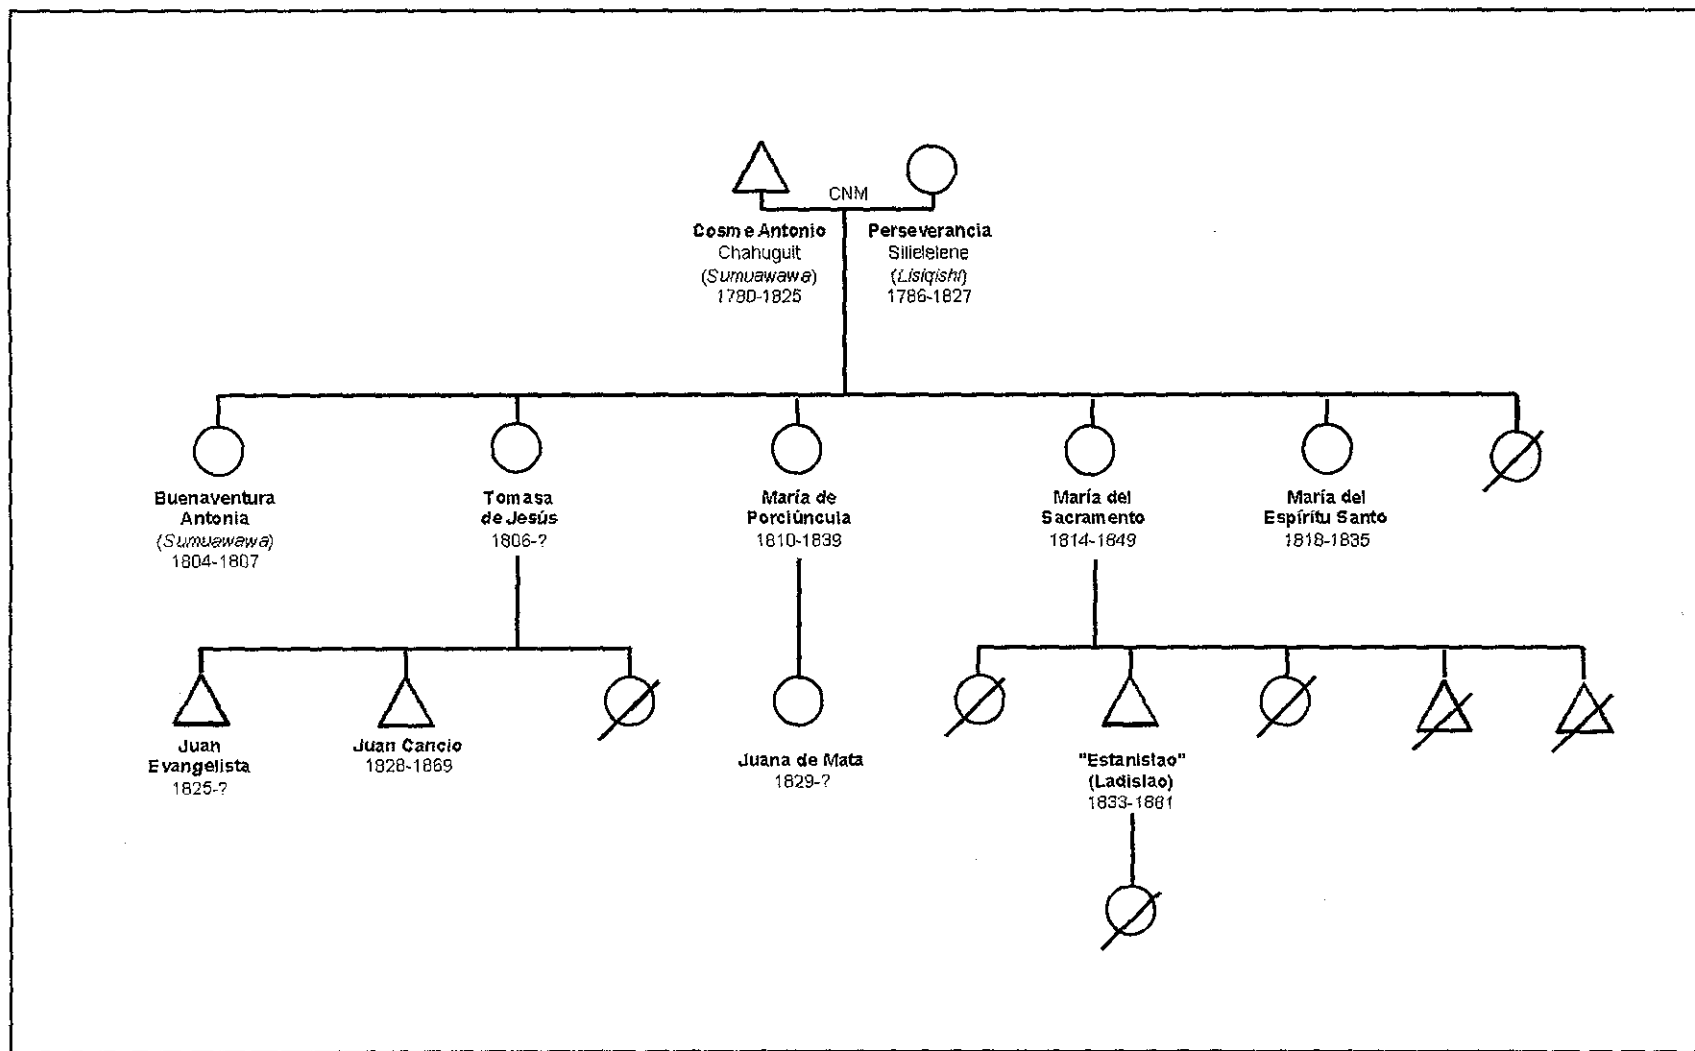 CNM
Cosme Antonio
Chahuguit
(Sumuawawa)
1780-1825
Perseverancia
Silielelene
(Lisiqishi)
1786-1827
Buenaventura
Antonia
(Sumuawawa)
1804-1807
Tomasa
de Jesús
1806-?
María de
Porciúncula
1810-1839
María del
Sacramento
1814-1849
María del
Espíritu Santo
1818-1835
Juan
Evangelista
1825-?
Juan Cancio
1828-1869
Juana de Mata
1829-?
"Estanislao"
(Ladislao)
1833-1881